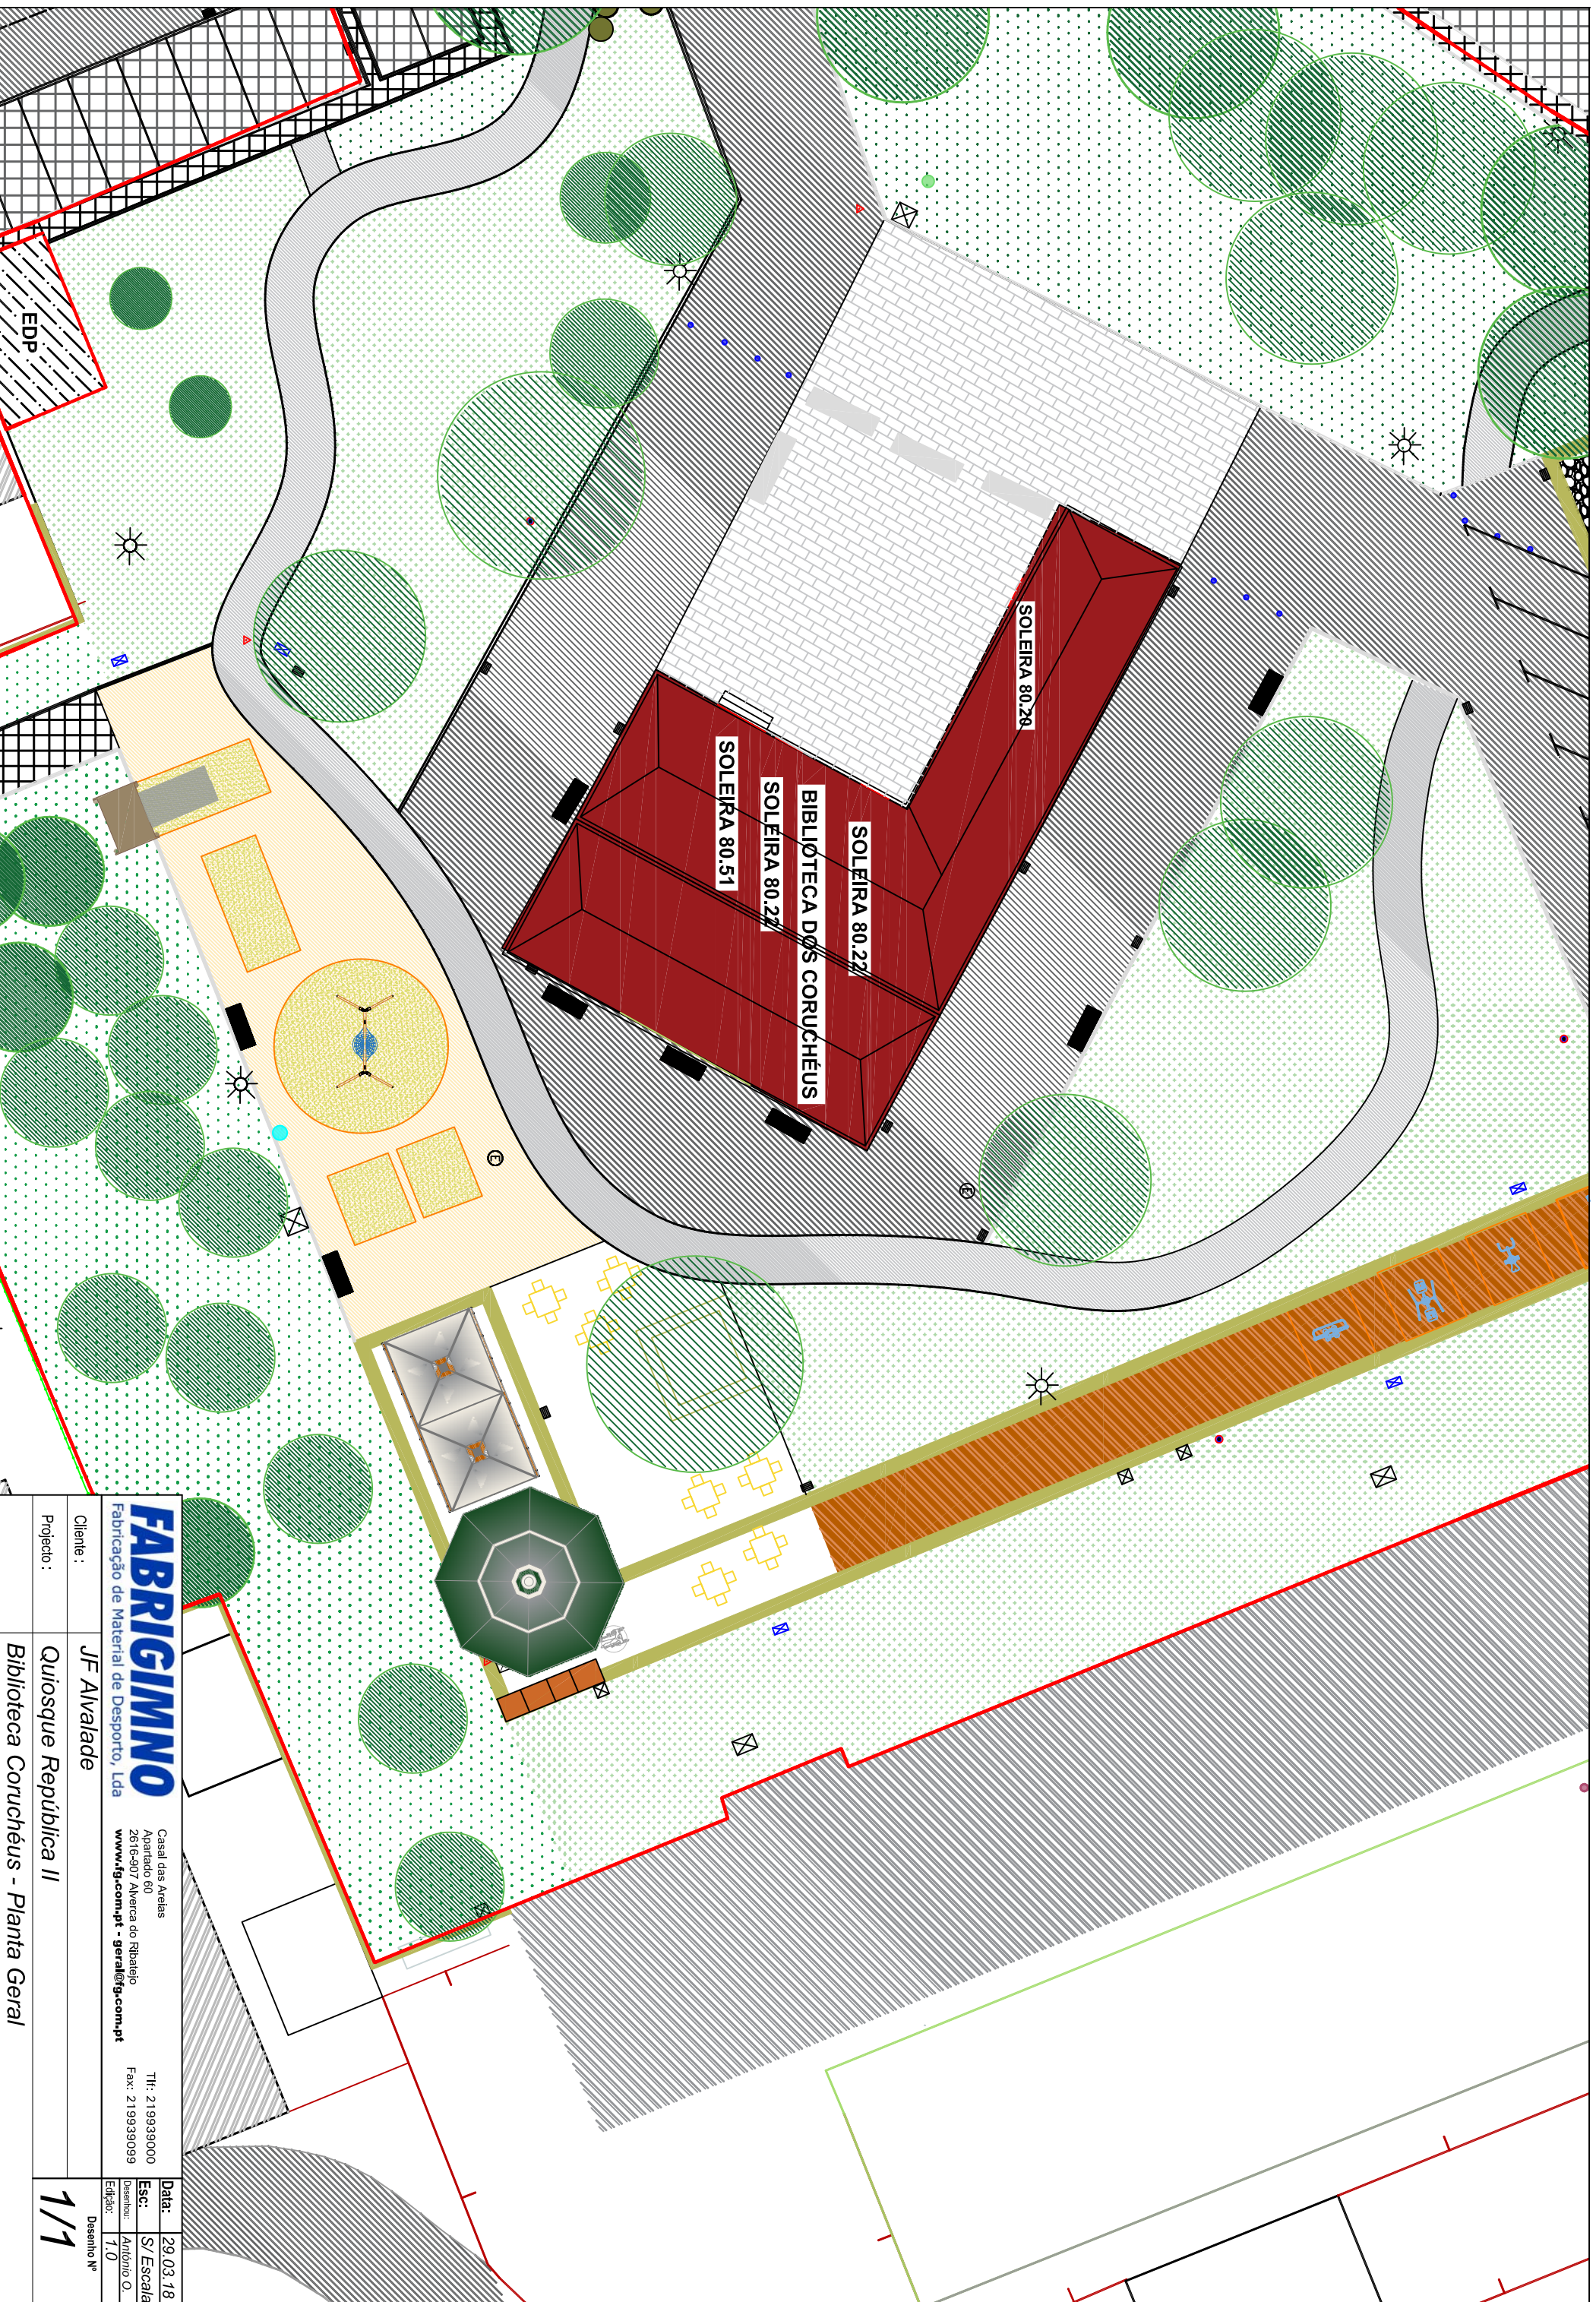 EDP
SOLEIRA 80.20
SOLEIRA 80.22
BIBLIOTECA DOS CORUCHÉUS
SOLEIRA 80.22
SOLEIRA 80.51
E
E
FABRIGIMNO
Fabricação de Material de Desporto, Lda
Casal das Areias
Apartado 60
2616-907 Alverca do Ribatejo
www.fg.com.pt - geral@fg.com.pt
Tlf: 219939000
Fax: 219939099
Data: 29.03.18
Esc: S/ Escala
Desenhou: António O.
Edição: 1.0
Cliente : JF Alvalade
Projecto : Quiosque República II
Biblioteca Coruchéus - Planta Geral
Desenho Nº
1/1